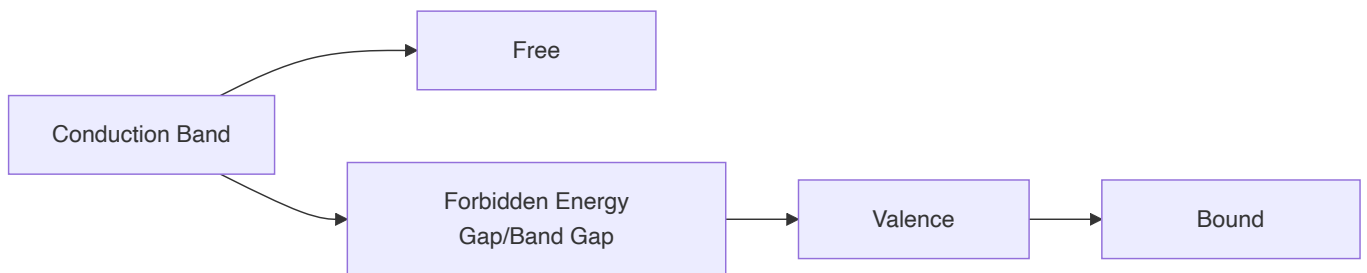 Free
Conduction Band
Forbidden Energy
Gap/Band Gap
Valence
Bound